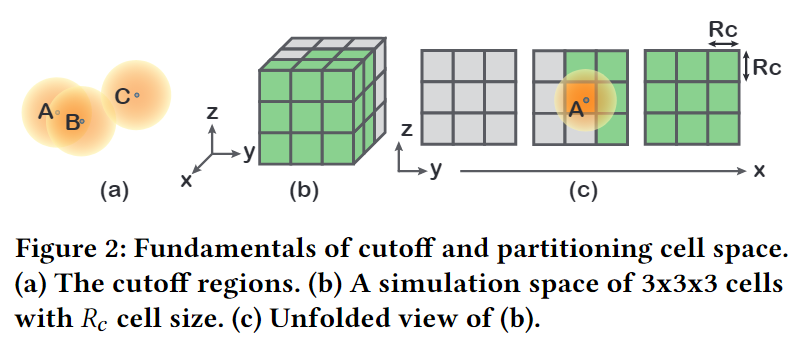 Rc
Rc
A
B
C
z
y
x
z
y
A
x
(a)
(b)
(c)
Figure 2: Fundamentals of cutoff and partitioning cell space.
(a) The cutoff regions. (b) A simulation space of 3x3x3 cells
with Rc cell size. (c) Unfolded view of (b).